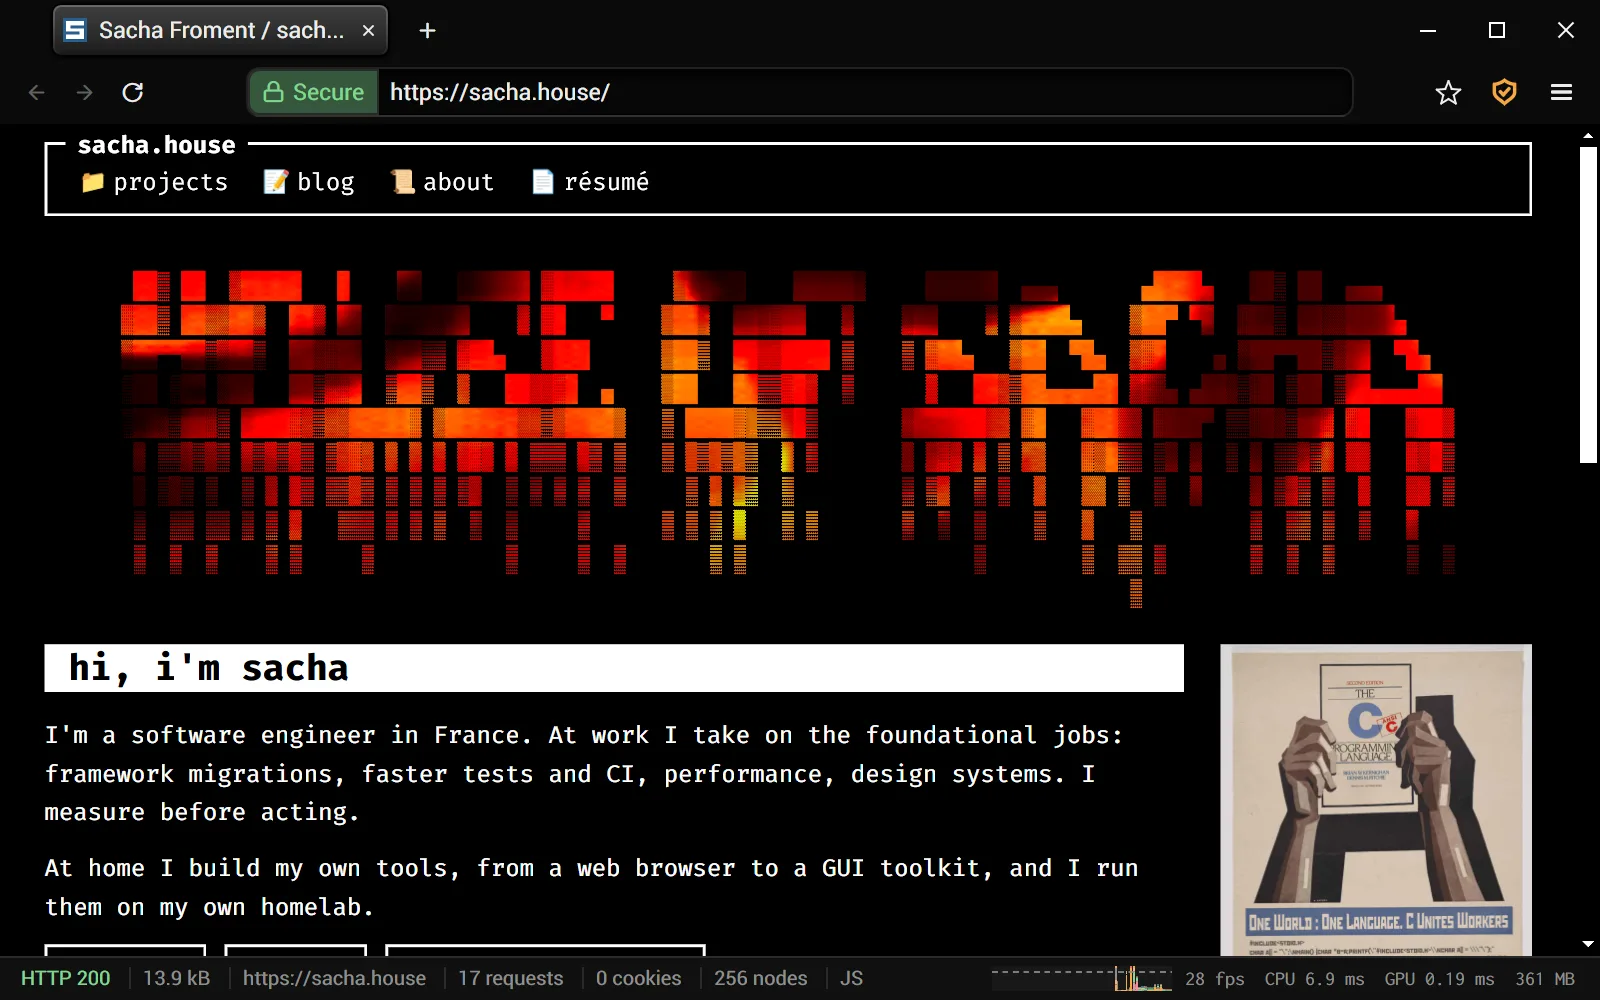 Sacha Froment / sach...
Secure
https://sacha.house/
sacha.house
projects blog about résumé
hi, i'm sacha
I'm a software engineer in France. At work I take on the foundational jobs:
framework migrations, faster tests and CI, performance, design systems. I
measure before acting.
At home I build my own tools, from a web browser to a GUI toolkit, and I run
them on my own homelab.
SECOND EDITION
THE
C
ANSI C
PROGRAMMING
LANGUAGE
ONE WORLD : ONE LANGUAGE. C UNITES WORKERS
HTTP 200 13.9 kB https://sacha.house 17 requests 0 cookies 256 nodes JS 28 fps CPU 6.9 ms GPU 0.19 ms 361 MB